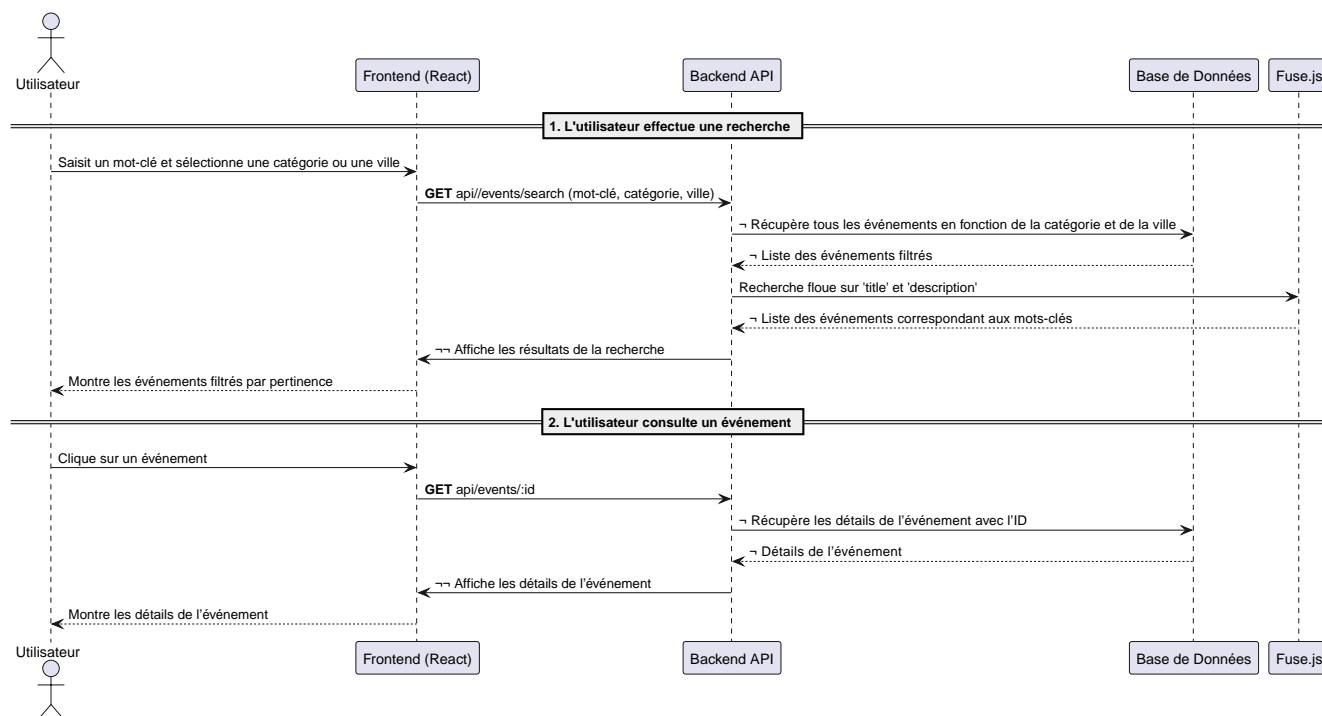 Utilisateur
Frontend (React)
Backend API
Base de Données
Fuse.js
1. L'utilisateur effectue une recherche
Saisit un mot-clé et sélectionne une catégorie ou une ville
GET api//events/search (mot-clé, catégorie, ville)
¬ Récupère tous les événements en fonction de la catégorie et de la ville
¬ Liste des événements filtrés
Recherche floue sur 'title' et 'description'
¬ Liste des événements correspondant aux mots-clés
¬¬ Affiche les résultats de la recherche
Montre les événements filtrés par pertinence
2. L'utilisateur consulte un événement
Clique sur un événement
GET api/events/:id
¬ Récupère les détails de l'événement avec l'ID
¬ Détails de l'événement
¬¬ Affiche les détails de l'événement
Montre les détails de l'événement
Utilisateur
Frontend (React)
Backend API
Base de Données
Fuse.js